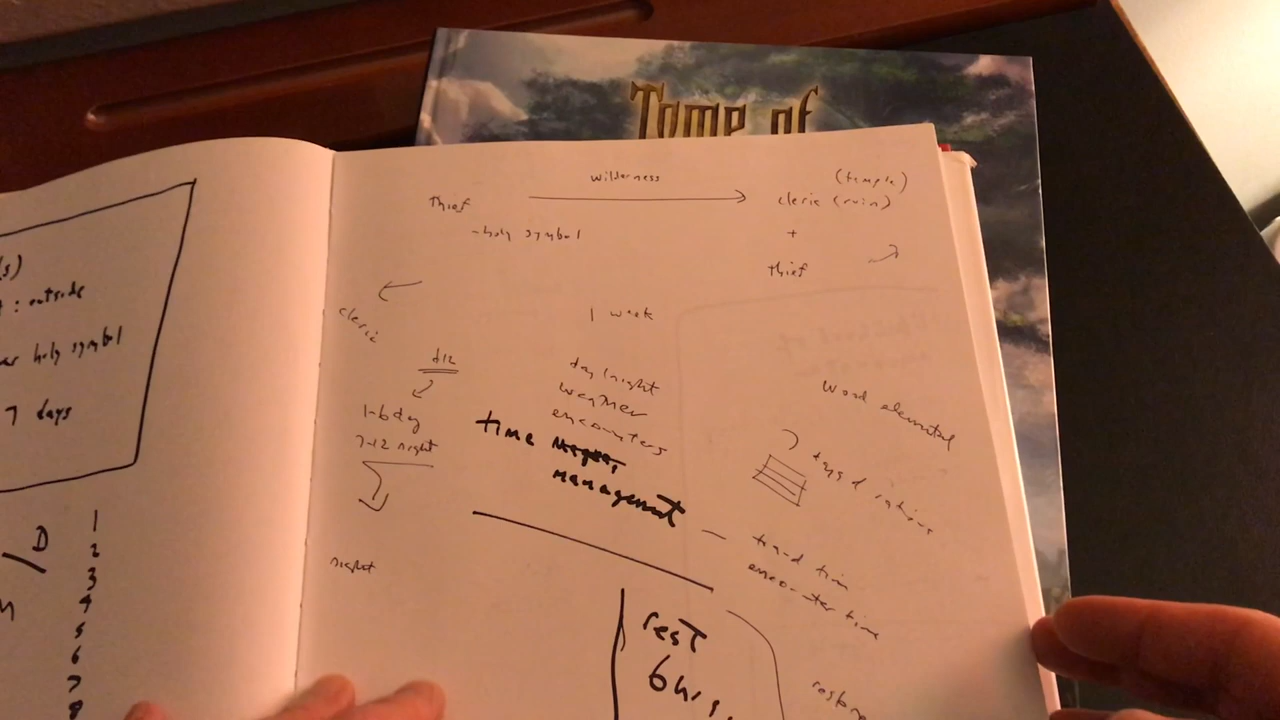 Tome of
wilderness
(temple)
Thief
cleric (ruin)
-holy symbol
+
thief
cleric
1 week
d12
1-6 day
7-12 night
night
day/night
weather
encounters
time
management
wood elemental
days of rations
travel time
encounter time
rest
6 hrs
(s)
: outside
holy symbol
7 days
D
1
2
3
4
5
6
7
8